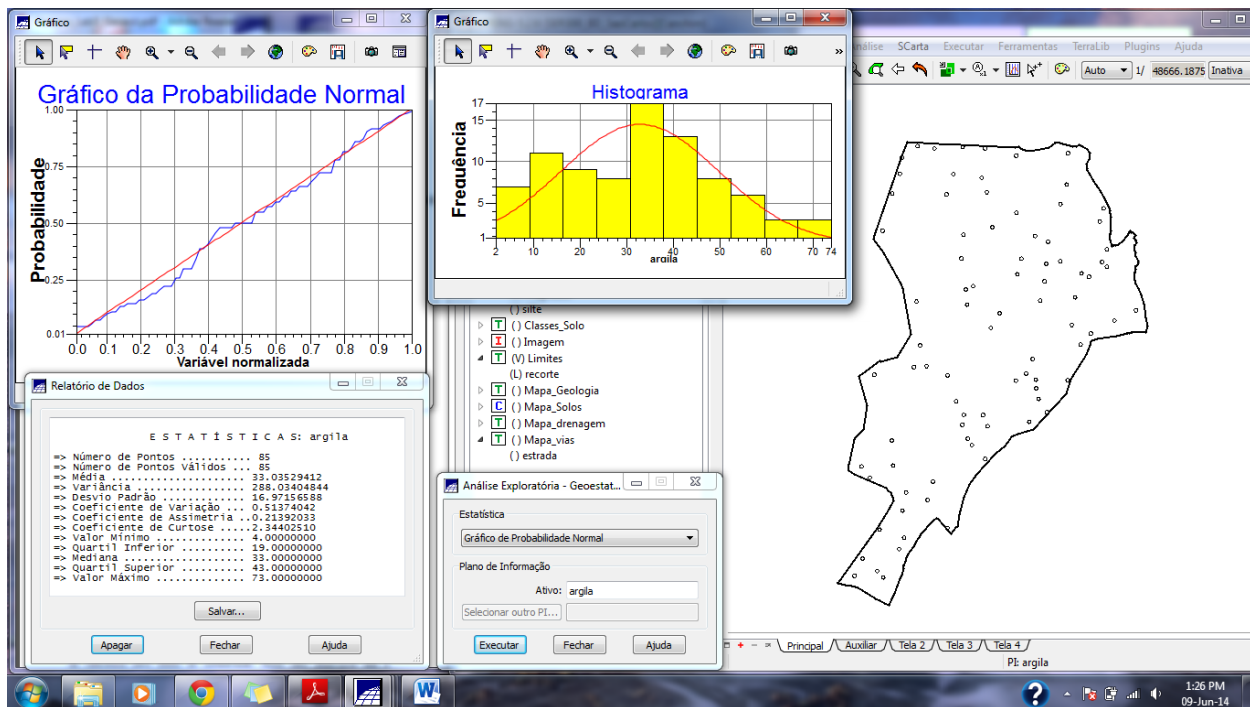 Gráfico
Gráfico da Probabilidade Normal
Probabilidade
1.00
0.75
0.50
0.25
0.01
0.0 0.1 0.2 0.3 0.4 0.5 0.6 0.7 0.8 0.9 1.0
Variável normalizada
Gráfico
»
Histograma
Frequência
17
15
10
5
1
2 10 20 30 40 50 60 74
argila
álise SCarta Executar Ferramentas TerraLib Plugins Ajuda
Auto 1/ 48666.1875 Inativa
() silte
() Classes_Solo
() Imagem
(V) Limites
(L) recorte
() Mapa_Geologia
() Mapa_Solos
() Mapa_drenagem
() Mapa_vias
() estrada
Relatório de Dados
E S T A T Í S T I C A S: argila
=> Número de Pontos ........... 85
=> Número de Pontos Válidos ... 85
=> Média ...................... 33.03529412
=> Variância .................. 288.03404844
=> Desvio Padrão .............. 16.97156588
=> Coeficiente de Variação ... 0.51374042
=> Coeficiente de Assimetria ..0.21392033
=> Coeficiente de Curtose .....2.34402510
=> Valor Mínimo ............... 4.00000000
=> Quartil Inferior ........... 19.00000000
=> Mediana .................... 33.00000000
=> Quartil Superior ........... 43.00000000
=> Valor Máximo ............... 73.00000000
Salvar...
Apagar Fechar Ajuda
Análise Exploratória - Geoestat...
Estatística
Gráfico de Probabilidade Normal
Plano de Informação
Ativo: argila
Selecionar outro PI...
Executar Fechar Ajuda
Principal Auxiliar Tela 2 Tela 3 Tela 4
PI: argila
1:26 PM
09-Jun-14